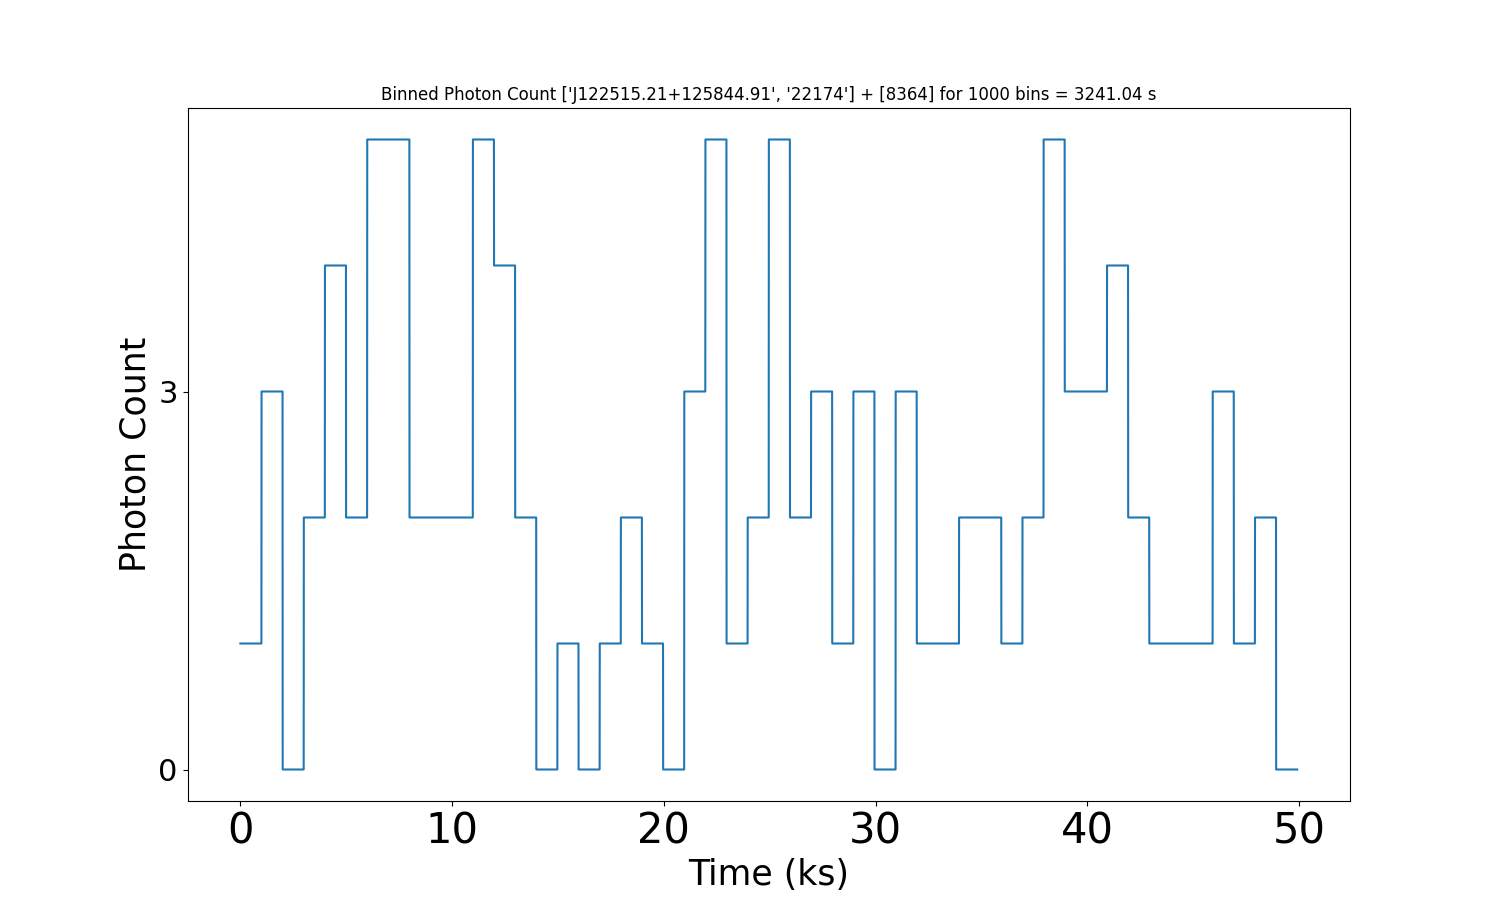 Binned Photon Count ['J122515.21+125844.91', '22174'] + [8364] for 1000 bins = 3241.04 s
Photon Count
3
0
0 10 20 30 40 50
Time (ks)